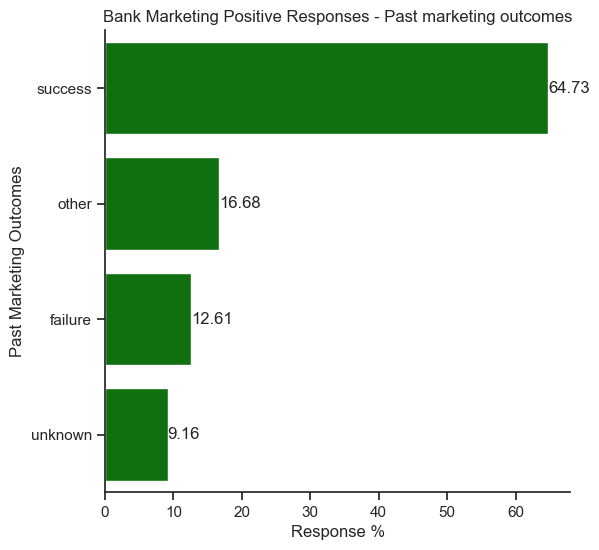 Bank Marketing Positive Responses - Past marketing outcomes
Past Marketing Outcomes
success
64.73
other
16.68
failure
12.61
unknown
9.16
0 10 20 30 40 50 60
Response %